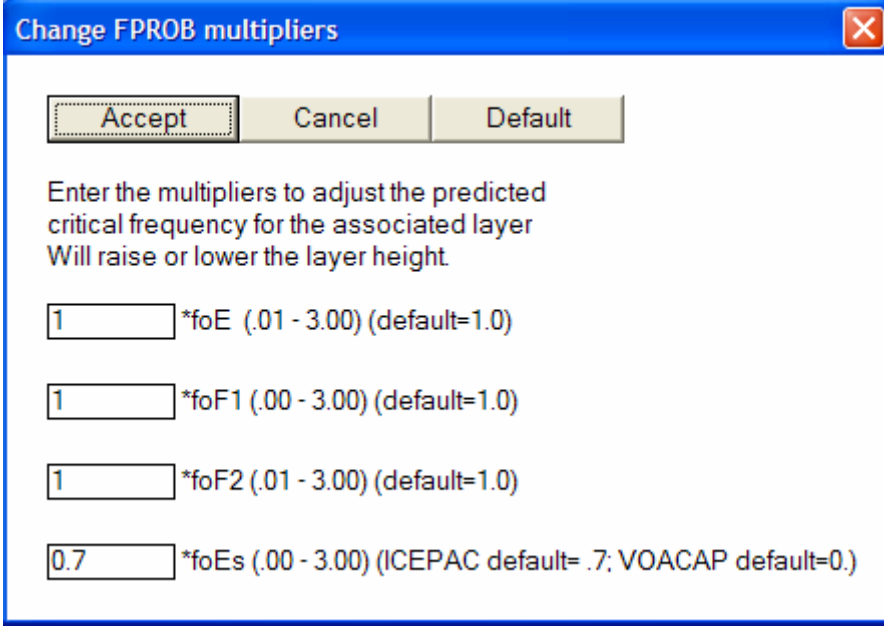 Change FPROB multipliers
Accept Cancel Default
Enter the multipliers to adjust the predicted
critical frequency for the associated layer
Will raise or lower the layer height.
1 *foE (.01 - 3.00) (default=1.0)
1 *foF1 (.00 - 3.00) (default=1.0)
1 *foF2 (.01 - 3.00) (default=1.0)
0.7 *foEs (.00 - 3.00) (ICEPAC default= .7; VOACAP default=0.)